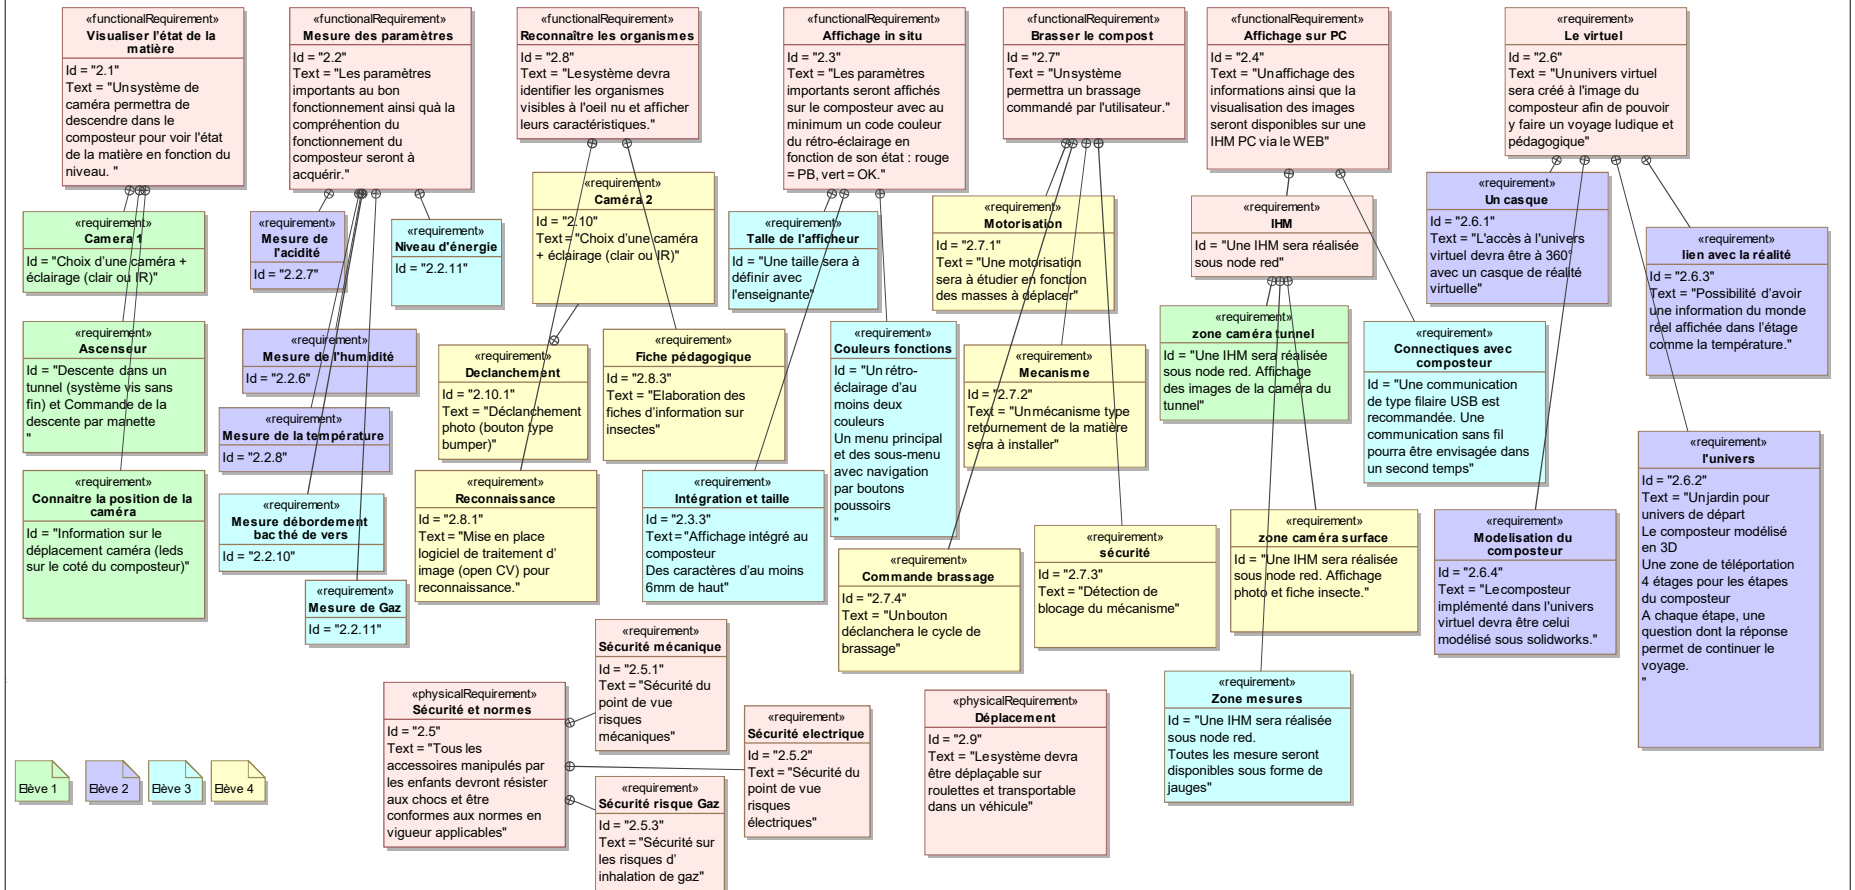 «functionalRequirement»
Visualiser l'état de la
matière
Id = "2.1"
Text = "Un système de
caméra permettra de
descendre dans le
composteur pour voir l'état
de la matière en fonction du
niveau. "
«functionalRequirement»
Mesure des paramètres
Id = "2.2"
Text = "Les paramètres
importants au bon
fonctionnement ainsi quà la
compréhention du
fonctionnement du
composteur seront à
acquérir."
«functionalRequirement»
Reconnaître les organismes
Id = "2.8"
Text = "Le système devra
identifier les organismes
visibles à l'oeil nu et afficher
leurs caractéristiques."
«functionalRequirement»
Affichage in situ
Id = "2.3"
Text = "Les paramètres
importants seront affichés
sur le composteur avec au
minimum un code couleur
du rétro-éclairage en
fonction de son état : rouge
= PB, vert = OK."
«functionalRequirement»
Brasser le compost
Id = "2.7"
Text = "Un système
permettra un brassage
commandé par l'utilisateur."
«functionalRequirement»
Affichage sur PC
Id = "2.4"
Text = "Un affichage des
informations ainsi que la
visualisation des images
seront disponibles sur une
IHM PC via le WEB"
«requirement»
Le virtuel
Id = "2.6"
Text = "Un univers virtuel
sera créé à l'image du
composteur afin de pouvoir
y faire un voyage ludique et
pédagogique"
«requirement»
Camera 1
Id = "Choix d'une caméra +
éclairage (clair ou IR)"
«requirement»
Mesure de
l'acidité
Id = "2.2.7"
«requirement»
Niveau d'énergie
Id = "2.2.11"
«requirement»
Caméra 2
Id = "2.10"
Text = "Choix d'une caméra
+ éclairage (clair ou IR)"
«requirement»
Talle de l'afficheur
Id = "Une taille sera à
définir avec
l'enseignante"
«requirement»
Motorisation
Id = "2.7.1"
Text = "Une motorisation
sera à étudier en fonction
des masses à déplacer"
«requirement»
IHM
Id = "Une IHM sera réalisée
sous node red"
«requirement»
Un casque
Id = "2.6.1"
Text = "L'accès à l'univers
virtuel devra être à 360°
avec un casque de réalité
virtuelle"
«requirement»
lien avec la réalité
Id = "2.6.3"
Text = "Possibilité d'avoir
une information du monde
réel affichée dans l'étage
comme la température."
«requirement»
Ascenseur
Id = "Descente dans un
tunnel (système vis sans
fin) et Commande de la
descente par manette
"
«requirement»
Mesure de l'humidité
Id = "2.2.6"
«requirement»
Declanchement
Id = "2.10.1"
Text = "Déclanchement
photo (bouton type
bumper)"
«requirement»
Fiche pédagogique
Id = "2.8.3"
Text = "Elaboration des
fiches d'information sur
insectes"
«requirement»
Couleurs fonctions
Id = "Un rétro-
éclairage d'au
moins deux
couleurs
Un menu principal
et des sous-menu
avec navigation
par boutons
poussoirs
"
«requirement»
Mecanisme
Id = "2.7.2"
Text = "Un mécanisme type
retournement de la matière
sera à installer"
«requirement»
zone caméra tunnel
Id = "Une IHM sera réalisée
sous node red. Affichage
des images de la caméra du
tunnel"
«requirement»
Connectiques avec
composteur
Id = "Une communication
de type filaire USB est
recommandée. Une
communication sans fil
pourra être envisagée dans
un second temps"
«requirement»
Mesure de la température
Id = "2.2.8"
«requirement»
l'univers
Id = "2.6.2"
Text = "Un jardin pour
univers de départ
Le composteur modélisé
en 3D
Une zone de téléportation
4 étages pour les étapes
du composteur
A chaque étape, une
question dont la réponse
permet de continuer le
voyage.
"
«requirement»
Connaitre la position de la
caméra
Id = "Information sur le
déplacement caméra (leds
sur le coté du composteur)"
«requirement»
Mesure débordement
bac thé de vers
Id = "2.2.10"
«requirement»
Reconnaissance
Id = "2.8.1"
Text = "Mise en place
logiciel de traitement d'
image (open CV) pour
reconnaissance."
«requirement»
Intégration et taille
Id = "2.3.3"
Text = "Affichage intégré au
composteur
Des caractères d'au moins
6mm de haut"
«requirement»
Commande brassage
Id = "2.7.4"
Text = "Un bouton
déclanchera le cycle de
brassage"
«requirement»
sécurité
Id = "2.7.3"
Text = "Détection de
blocage du mécanisme"
«requirement»
zone caméra surface
Id = "Une IHM sera réalisée
sous node red. Affichage
photo et fiche insecte."
«requirement»
Modelisation du
composteur
Id = "2.6.4"
Text = "Le composteur
implémenté dans l'univers
virtuel devra être celui
modélisé sous solidworks."
«requirement»
Mesure de Gaz
Id = "2.2.11"
«requirement»
Sécurité mécanique
Id = "2.5.1"
Text = "Sécurité du
point de vue
risques
mécaniques"
«physicalRequirement»
Sécurité et normes
Id = "2.5"
Text = "Tous les
accessoires manipulés par
les enfants devront résister
aux chocs et être
conformes aux normes en
vigueur applicables"
«requirement»
Sécurité electrique
Id = "2.5.2"
Text = "Sécurité du
point de vue
risques
électriques"
«requirement»
Sécurité risque Gaz
Id = "2.5.3"
Text = "Sécurité sur
les risques d'
inhalation de gaz"
«physicalRequirement»
Déplacement
Id = "2.9"
Text = "Le système devra
être déplaçable sur
roulettes et transportable
dans un véhicule"
«requirement»
Zone mesures
Id = "Une IHM sera réalisée
sous node red.
Toutes les mesure seront
disponibles sous forme de
jauges"
Elève 1
Elève 2
Elève 3
Elève 4